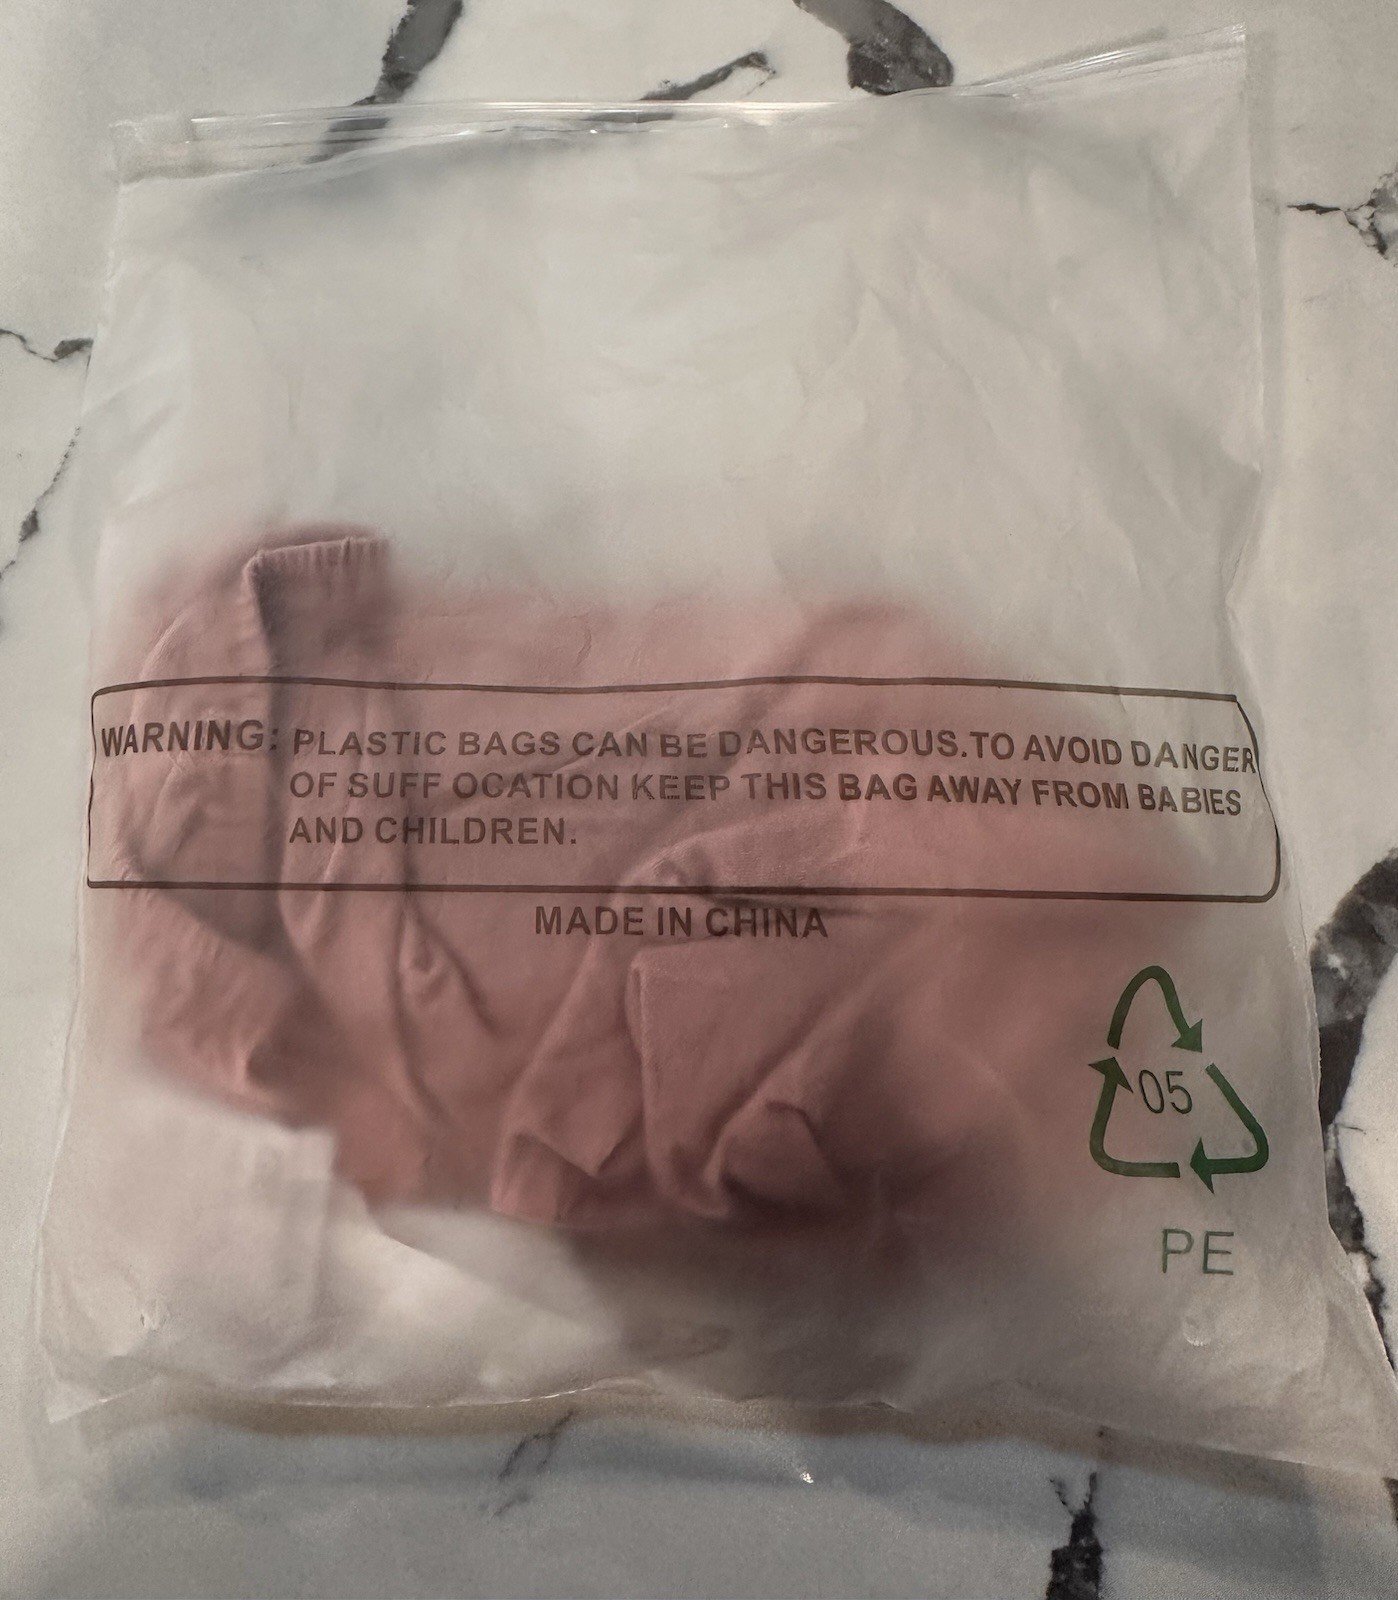 WARNING: PLASTIC BAGS CAN BE DANGEROUS.TO AVOID DANGER
OF SUFF OCATION KEEP THIS BAG AWAY FROM BABIES
AND CHILDREN.
MADE IN CHINA
05
PE